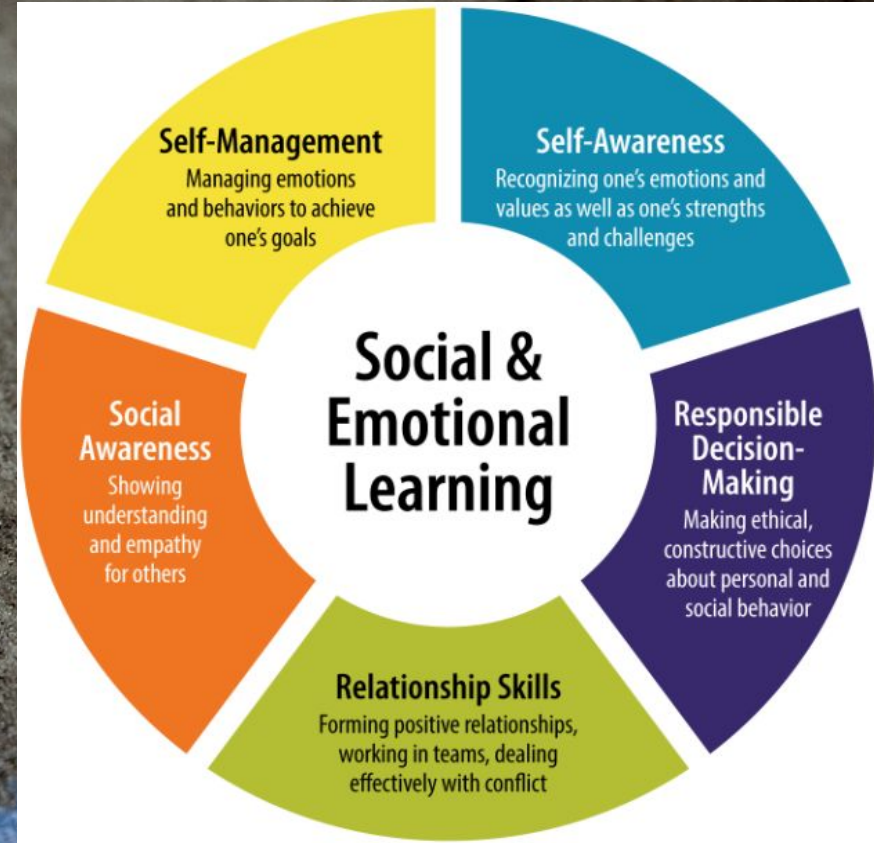 Self-Management
Managing emotions
and behaviors to achieve
one's goals
Self-Awareness
Recognizing one's emotions and
values as well as one's strengths
and challenges
Social &
Emotional
Learning
Social
Awareness
Showing
understanding
and empathy
for others
Responsible
Decision-
Making
Making ethical,
constructive choices
about personal and
social behavior
Relationship Skills
Forming positive relationships,
working in teams, dealing
effectively with conflict